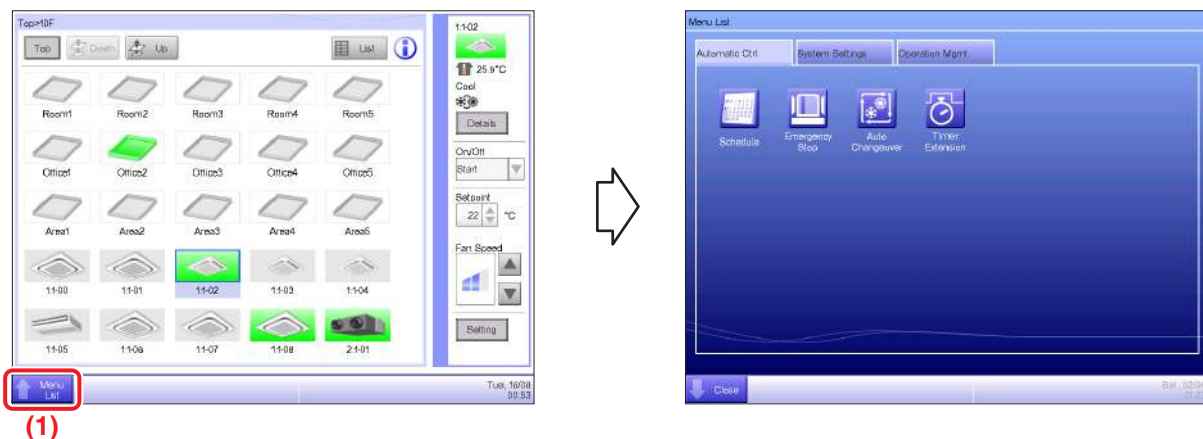 Top>10F
Top Down Up List
Room1 Room2 Room3 Room4 Room5
Office1 Office2 Office3 Office4 Office5
Area1 Area2 Area3 Area4 Area5
1:1-00 1:1-01 1:1-02 1:1-03 1:1-04
1:1-05 1:1-06 1:1-07 1:1-08 2:1-01
1:1-02
25.9°C
Cool
Details
On/Off
Start
Setpoint
22 °C
Fan Speed
Setting
Menu
List
Tue, 16/08
00:53
(1)
Menu List
Automatic Ctrl. System Settings Operation Mgmt.
Schedule
Emergency
Stop
Auto
Changeover
Timer
Extension
Close